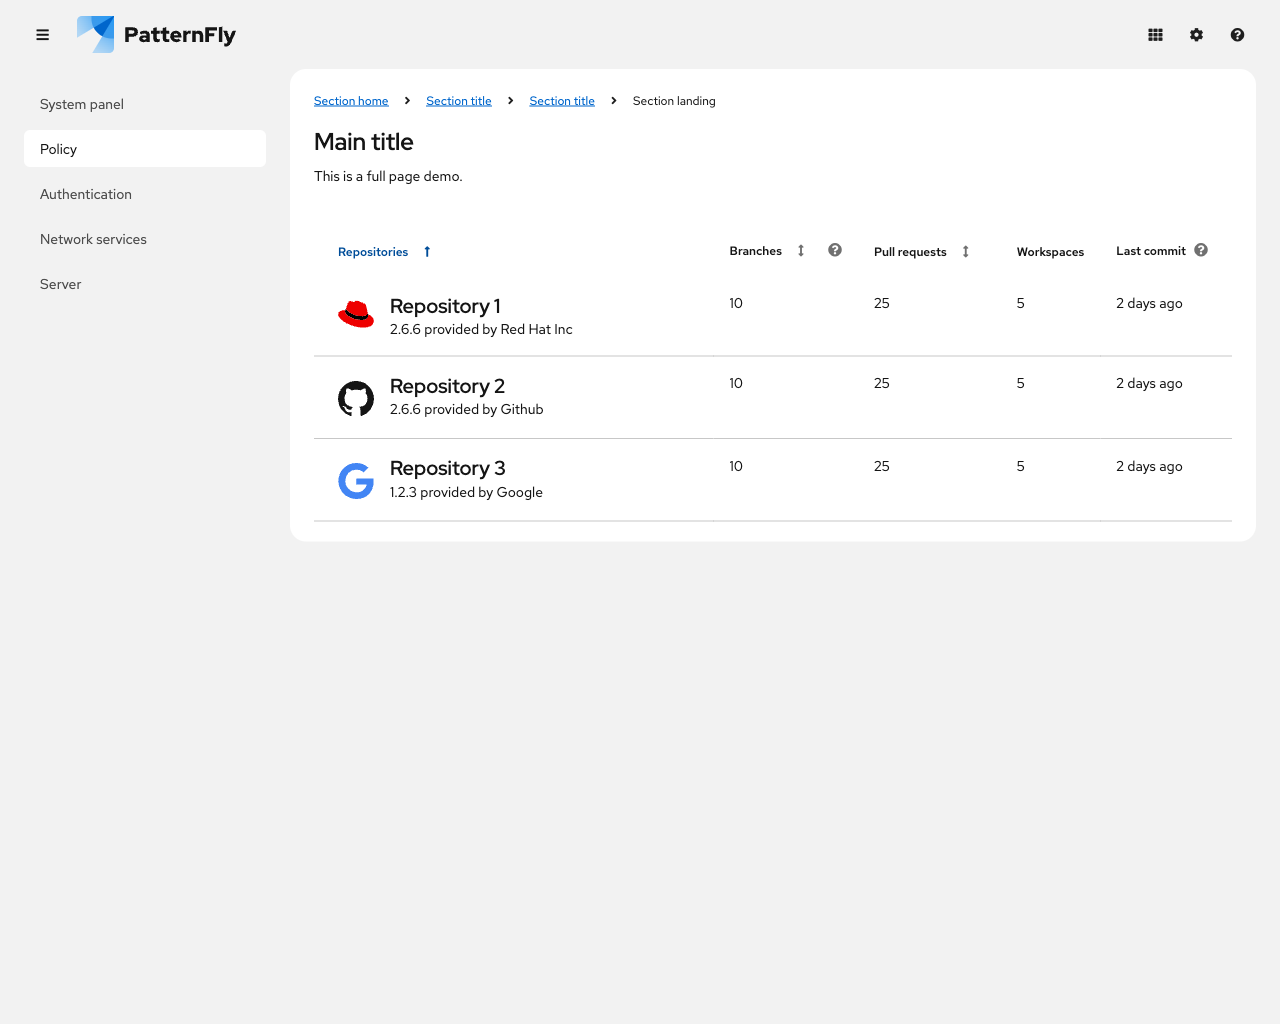 PatternFly
System panel
Policy
Authentication
Network services
Server
Section home Section title Section title Section landing
Main title
This is a full page demo.
Repositories Branches Pull requests Workspaces Last commit
Repository 1 10 25 5 2 days ago
2.6.6 provided by Red Hat Inc
Repository 2 10 25 5 2 days ago
2.6.6 provided by Github
Repository 3 10 25 5 2 days ago
1.2.3 provided by Google